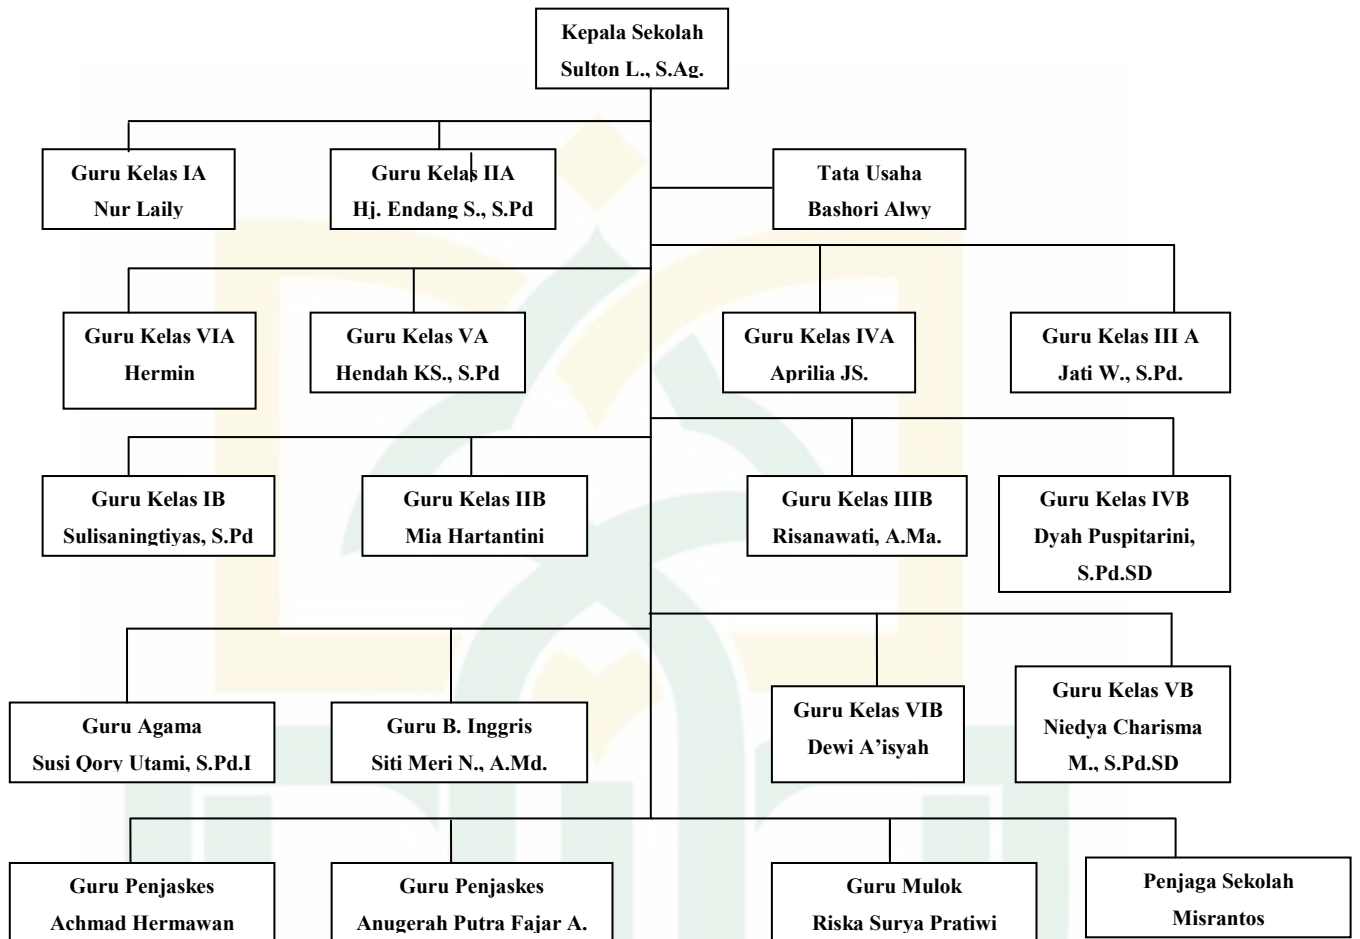 Kepala Sekolah
Sulton L., S.Ag.
Guru Kelas IA
Nur Laily
Guru Kelas IIA
Hj. Endang S., S.Pd
Tata Usaha
Bashori Alwy
Guru Kelas VIA
Hermin
Guru Kelas VA
Hendah KS., S.Pd
Guru Kelas IVA
Aprilia JS.
Guru Kelas III A
Jati W., S.Pd.
Guru Kelas IB
Sulisaningtiyas, S.Pd
Guru Kelas IIB
Mia Hartantini
Guru Kelas IIIB
Risanawati, A.Ma.
Guru Kelas IVB
Dyah Puspitarini,
S.Pd.SD
Guru Agama
Susi Qory Utami, S.Pd.I
Guru B. Inggris
Siti Meri N., A.Md.
Guru Kelas VIB
Dewi A’isyah
Guru Kelas VB
Niedya Charisma
M., S.Pd.SD
Guru Penjaskes
Achmad Hermawan
Guru Penjaskes
Anugerah Putra Fajar A.
Guru Mulok
Riska Surya Pratiwi
Penjaga Sekolah
Misrantos